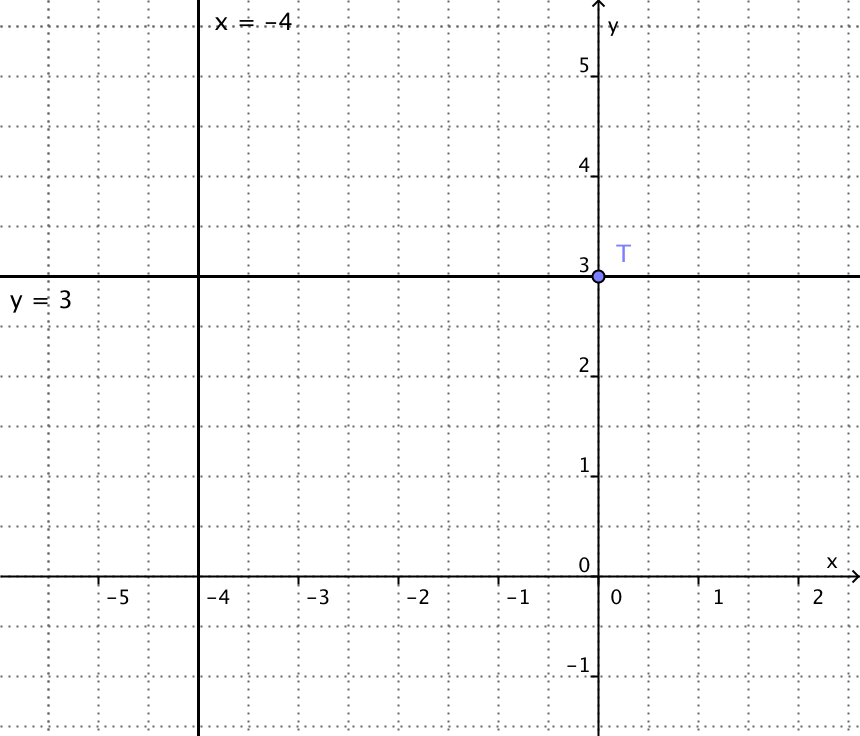 x = –4
y
5
4
T
3
y = 3
2
1
0
x
–5 –4 –3 –2 –1 0 1 2
–1